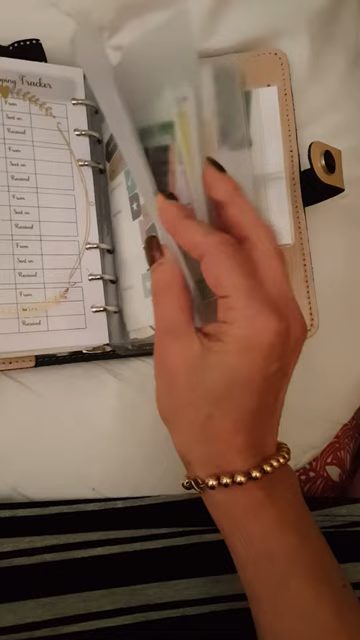 ping Tracker
From
Sent on
Received
From
Sent on
Received
From
Sent on
Received
From
Sent on
Received
From
Received